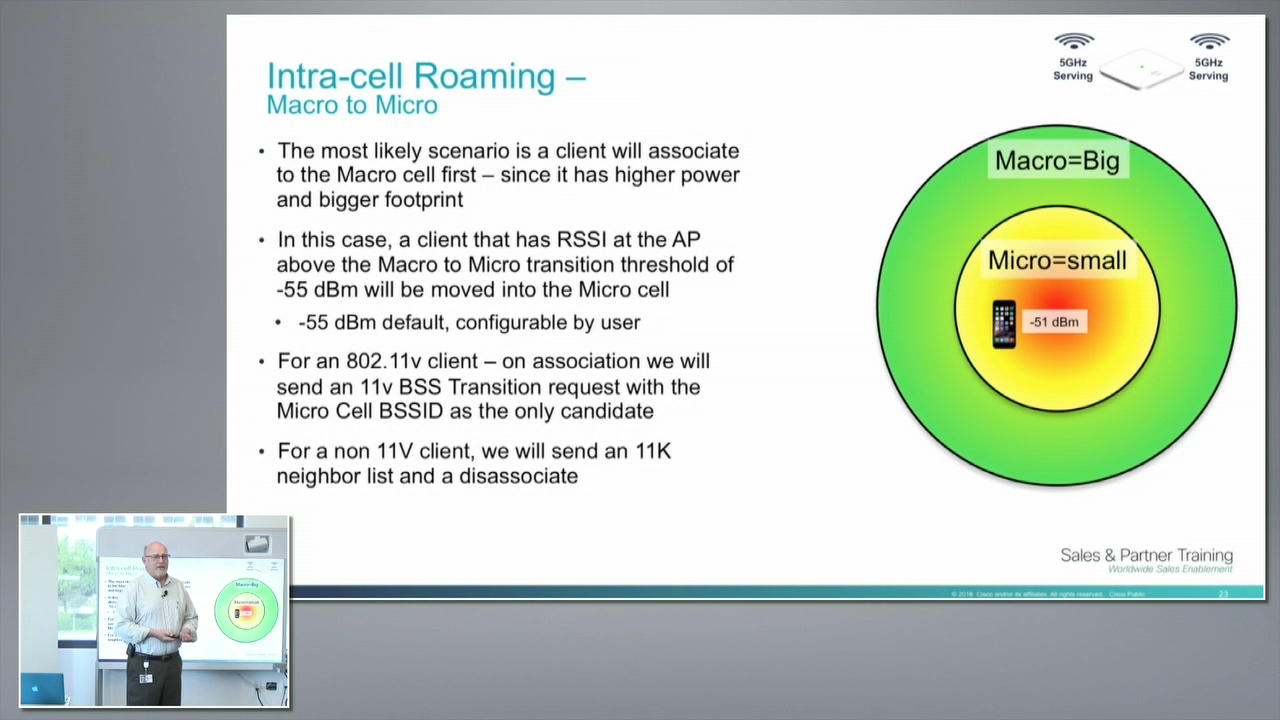 Intra-cell Roaming –
Macro to Micro
• The most likely scenario is a client will associate
to the Macro cell first – since it has higher power
and bigger footprint
• In this case, a client that has RSSI at the AP
above the Macro to Micro transition threshold of
-55 dBm will be moved into the Micro cell
• -55 dBm default, configurable by user
• For an 802.11v client – on association we will
send an 11v BSS Transition request with the
Micro Cell BSSID as the only candidate
• For a non 11V client, we will send an 11K
neighbor list and a disassociate
5GHz
Serving
5GHz
Serving
Macro=Big
Micro=small
-51 dBm
Sales & Partner Training
Worldwide Sales Enablement
© 2016 Cisco and/or its affiliates. All rights reserved. Cisco Public
23
Macro=Big